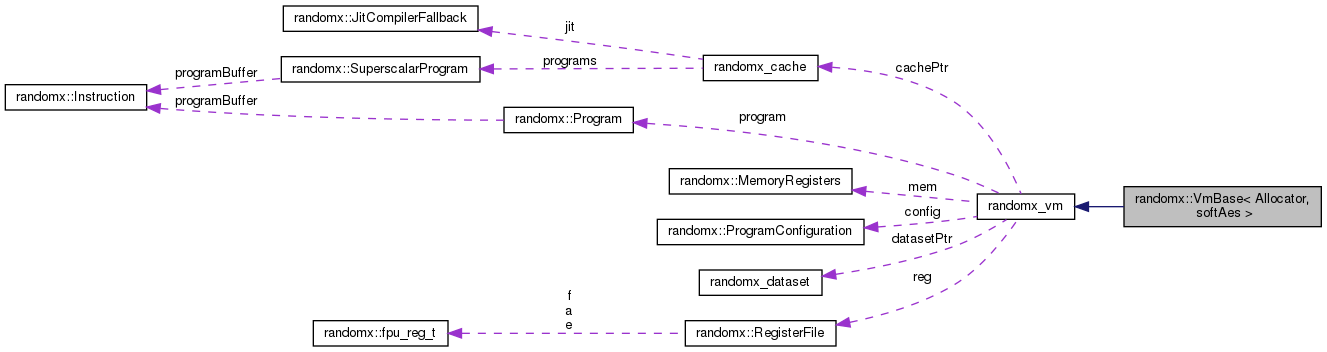 randomx::JitCompilerFallback
jit
randomx_cache
programs
randomx::SuperscalarProgram
programBuffer
cachePtr
randomx::Instruction
programBuffer
randomx::Program
program
randomx::MemoryRegisters
mem
randomx::VmBase< Allocator,
softAes >
randomx_vm
config
randomx::ProgramConfiguration
datasetPtr
randomx_dataset
reg
f
a
e
randomx::fpu_reg_t
randomx::RegisterFile